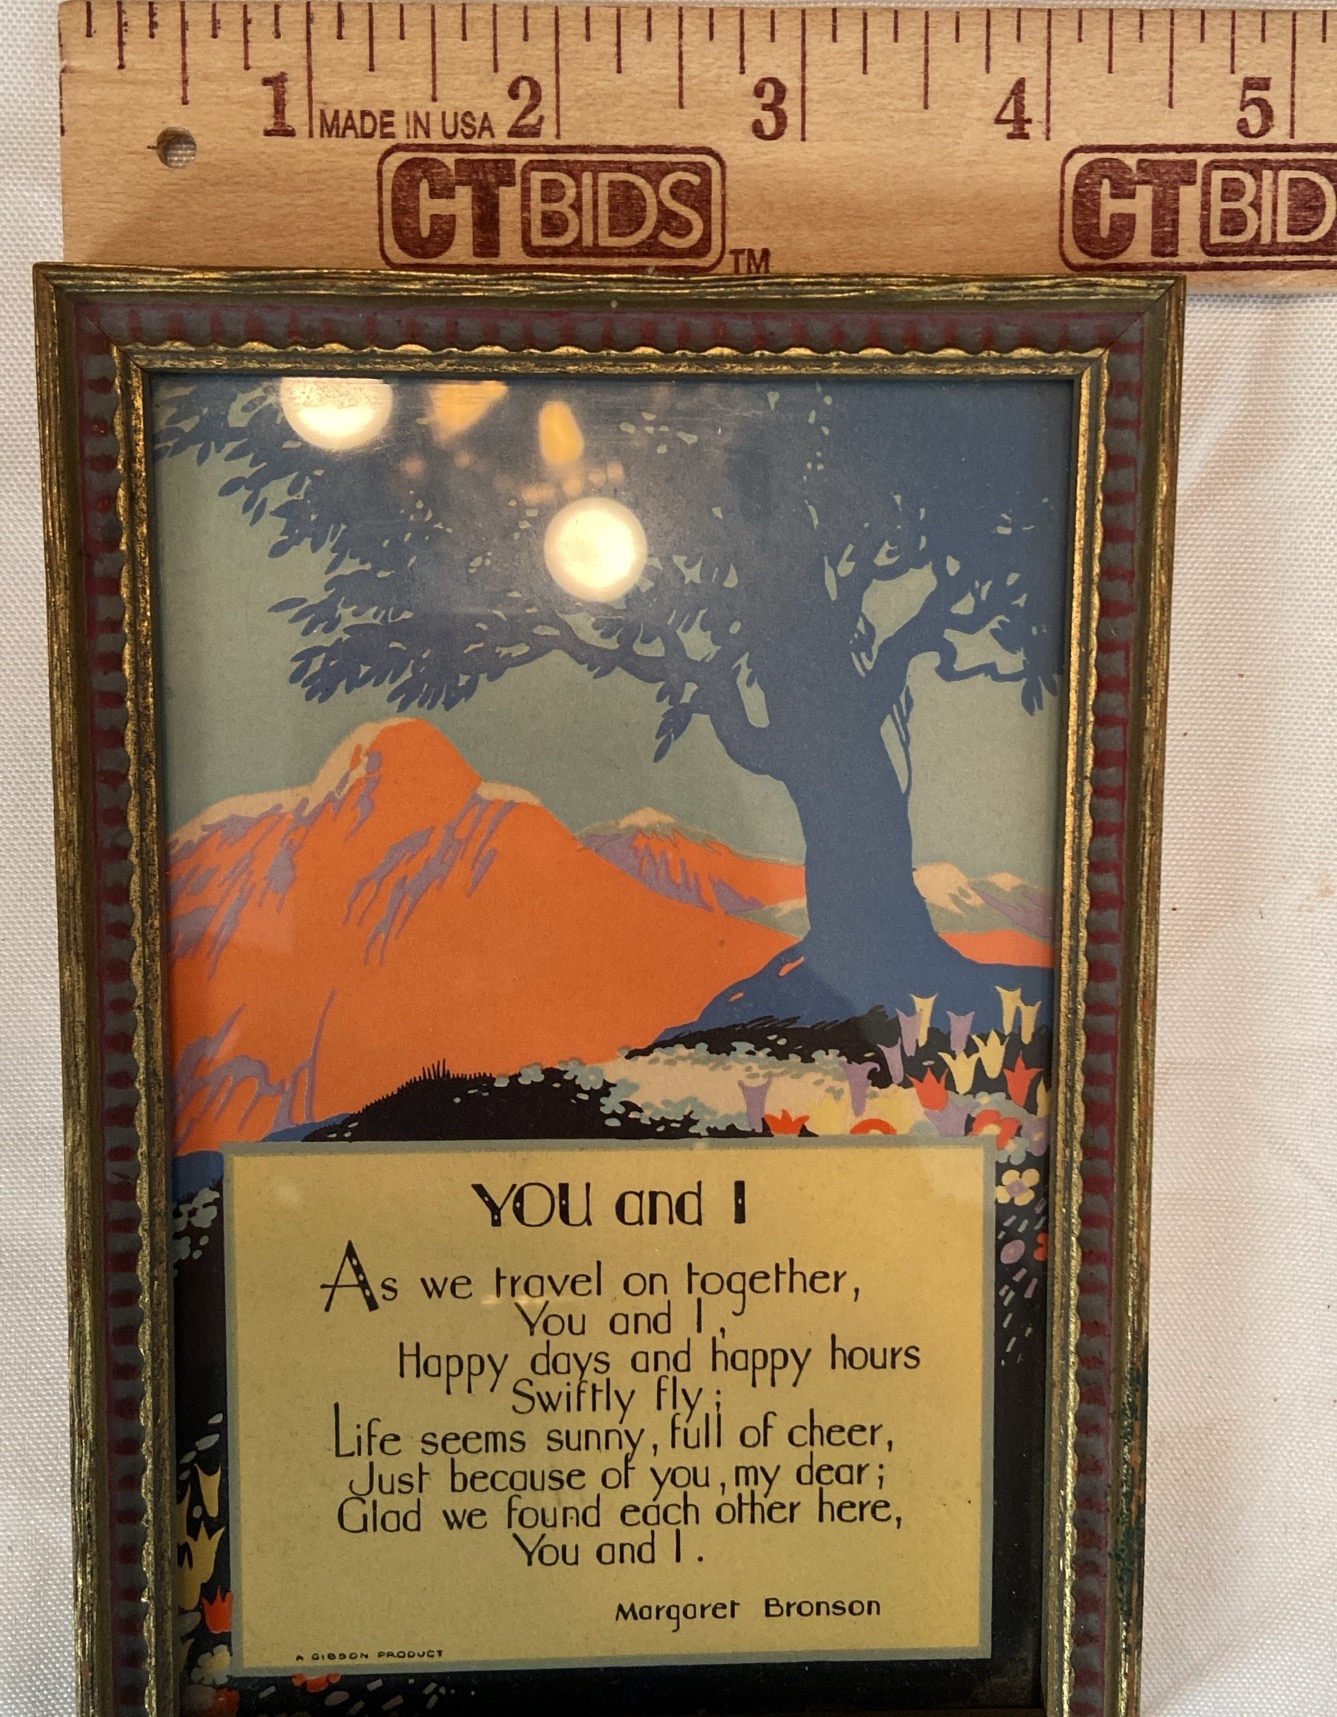 1 MADE IN USA 2 3 4 5
CTBIDS TM CTBID
YOU and I
As we travel on together,
You and I,
Happy days and happy hours
Swiftly fly;
Life seems sunny, full of cheer,
Just because of you, my dear;
Glad we found each other here,
You and I.
Margaret Bronson
A GIBSON PRODUCT